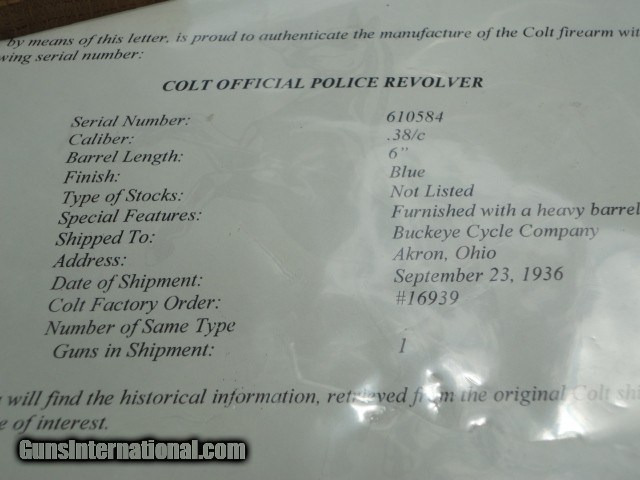 by means of this letter, is proud to authenticate the manufacture of the Colt firearm
wing serial number:
COLT OFFICIAL POLICE REVOLVER
Serial Number: 610584
Caliber: .38/c
Barrel Length: 6"
Finish: Blue
Type of Stocks: Not Listed
Special Features: Furnished with a heavy barrel
Shipped To: Buckeye Cycle Company
Address: Akron, Ohio
Date of Shipment: September 23, 1936
Colt Factory Order: #16939
Number of Same Type
Guns in Shipment: 1
will find the historical information, retrieved from the original Colt
of interest.
GunsInternational.com